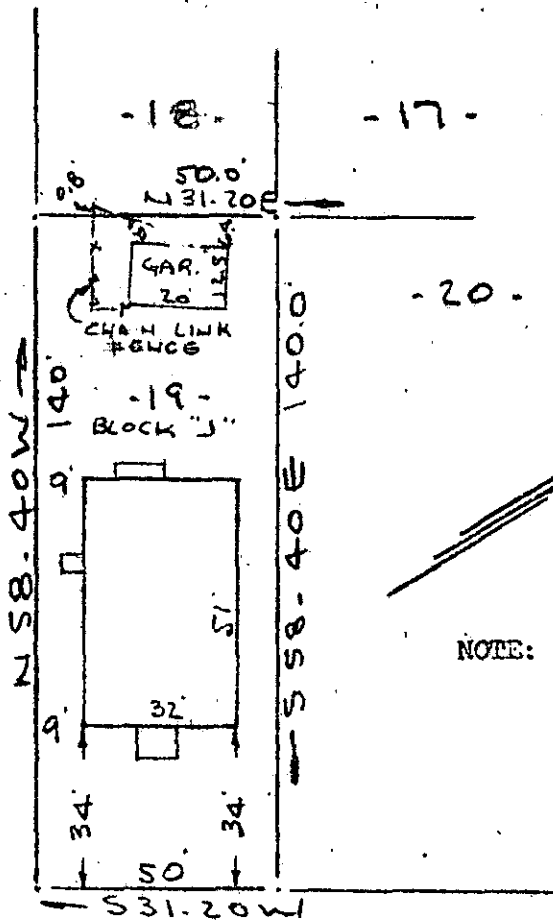 - 18 -
- 17 -
50.0'
N 31.20 E
0.8'
GAR.
20'
12.5
CHAIN LINK
FENCE
- 20 -
140'
N 58-40 W
140.0'
S 58-40 E
- 19 -
BLOCK "J"
9'
51'
NOTE:
32'
9'
34'
34'
50'
S 31.20 W